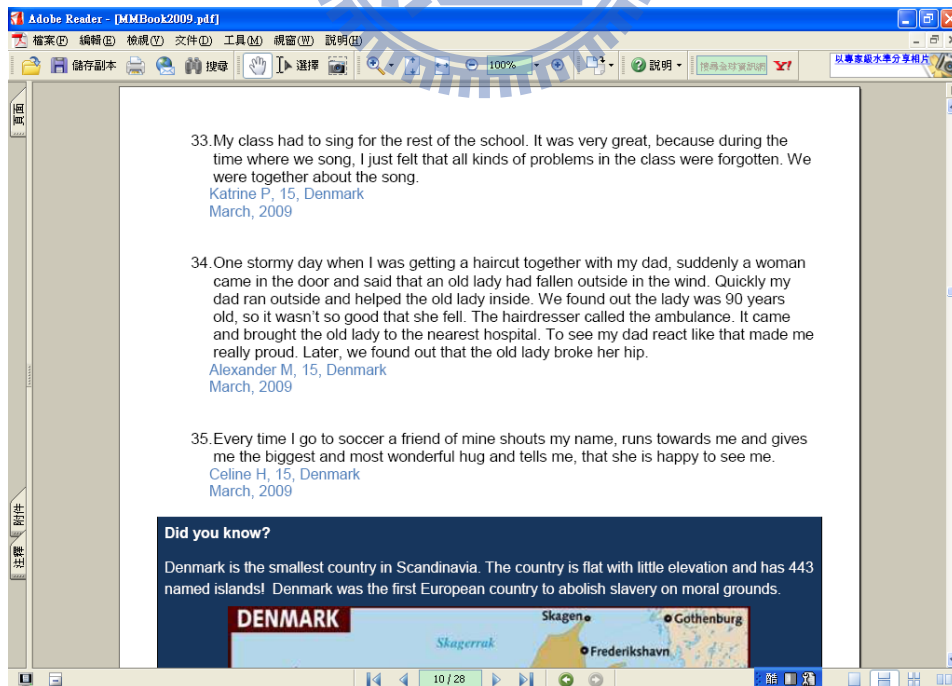 Adobe Reader - [MMBook2009.pdf]
檔案(F) 編輯(E) 檢視(V) 文件(D) 工具(M) 視窗(W) 說明(H)
儲存副本 搜尋 選擇 100% 說明 搜尋全球資訊網 Y! 以專家級水準分享相片
頁面
33.My class had to sing for the rest of the school. It was very great, because during the
time where we song, I just felt that all kinds of problems in the class were forgotten. We
were together about the song.
Katrine P, 15, Denmark
March, 2009
34.One stormy day when I was getting a haircut together with my dad, suddenly a woman
came in the door and said that an old lady had fallen outside in the wind. Quickly my
dad ran outside and helped the old lady inside. We found out the lady was 90 years
old, so it wasn't so good that she fell. The hairdresser called the ambulance. It came
and brought the old lady to the nearest hospital. To see my dad react like that made me
really proud. Later, we found out that the old lady broke her hip.
Alexander M, 15, Denmark
March, 2009
35.Every time I go to soccer a friend of mine shouts my name, runs towards me and gives
me the biggest and most wonderful hug and tells me, that she is happy to see me.
Celine H, 15, Denmark
March, 2009
附件
注釋
Did you know?
Denmark is the smallest country in Scandinavia. The country is flat with little elevation and has 443
named islands! Denmark was the first European country to abolish slavery on moral grounds.
DENMARK
Skagen
Gothenburg
Skagerrak
Frederikshavn
10 / 28
酷